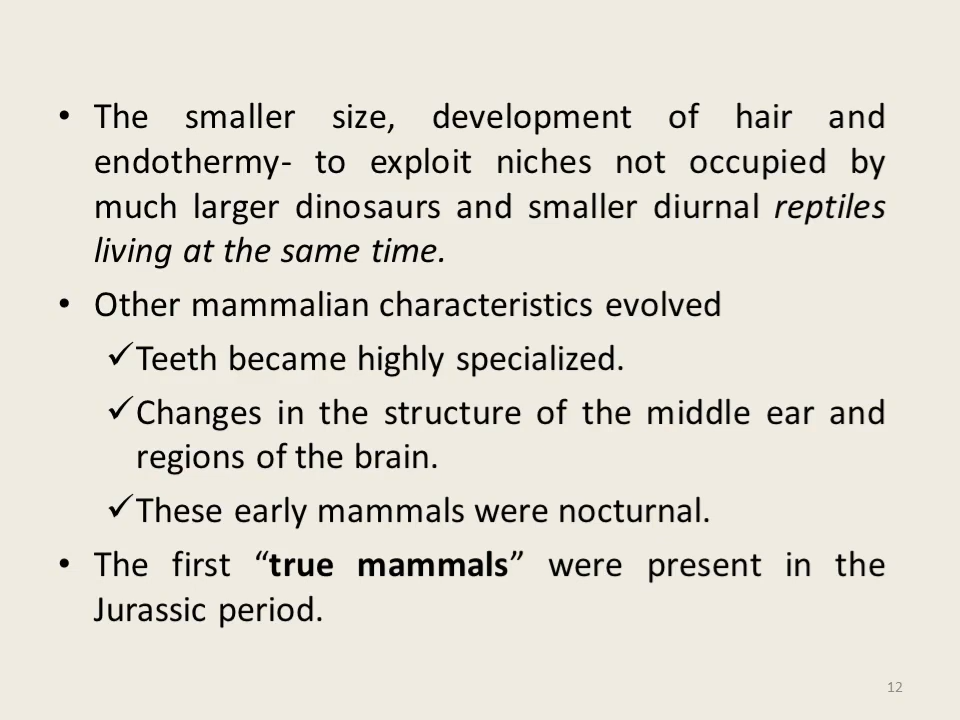 • The smaller size, development of hair and
endothermy- to exploit niches not occupied by
much larger dinosaurs and smaller diurnal reptiles
living at the same time.
• Other mammalian characteristics evolved
✓Teeth became highly specialized.
✓Changes in the structure of the middle ear and
regions of the brain.
✓These early mammals were nocturnal.
• The first “true mammals” were present in the
Jurassic period.
12